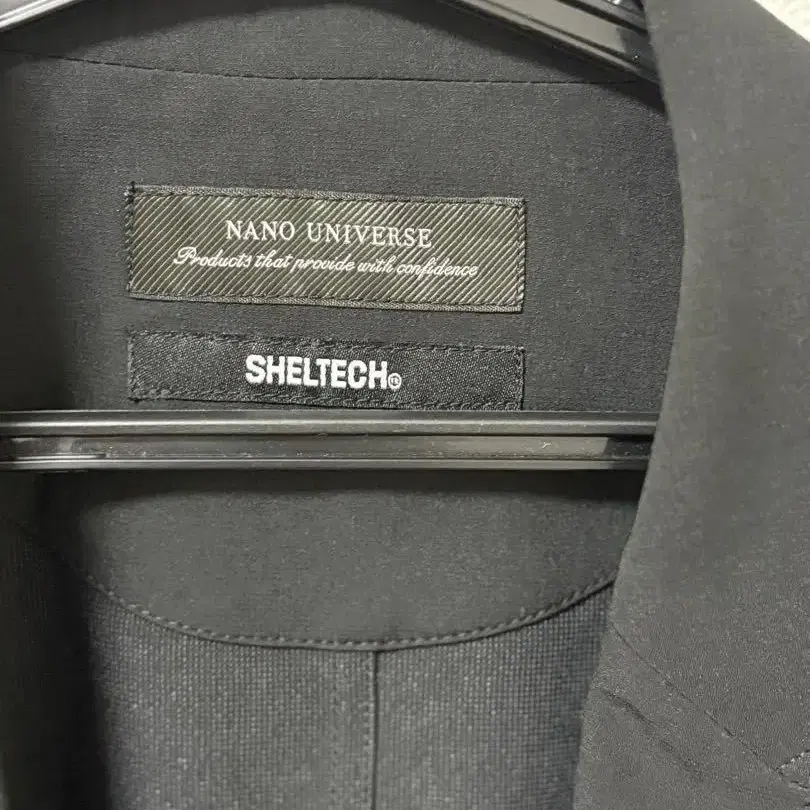 NANO UNIVERSE
Products that provide with confidence
SHELTECH